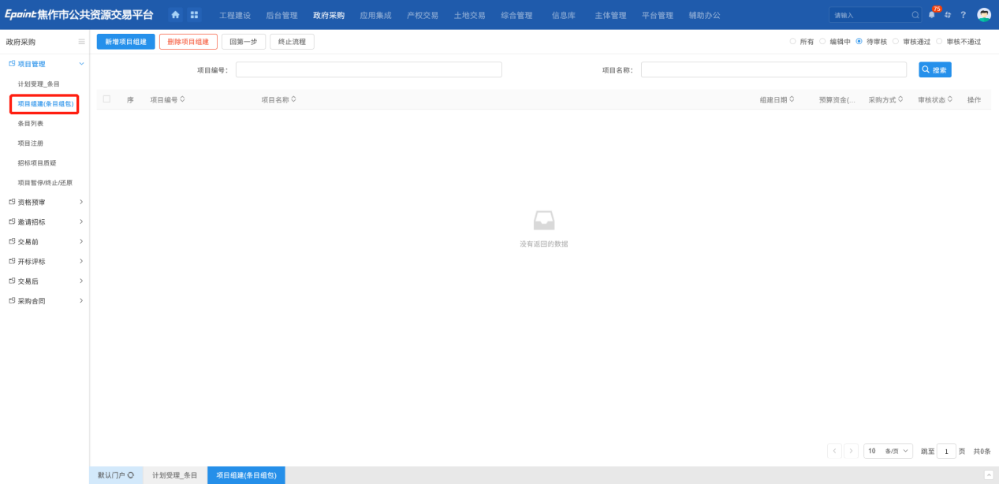 Epoint焦作市公共资源交易平台 工程建设 后台管理 政府采购 应用集成 产权交易 土地交易 综合管理 信息库 主体管理 平台管理 辅助办公 请输入 75 ?
政府采购
新增项目组建 删除项目组建 回第一步 终止流程 所有 编辑中 待审核 审核通过 审核不通过
项目管理
计划受理_条目
项目组建(条目组包)
条目列表
项目注册
招标项目质疑
项目暂停/终止/还原
资格预审
邀请招标
交易前
开标评标
交易后
采购合同
项目编号: 项目名称: 搜索
序 项目编号 项目名称 组建日期 预算资金(... 采购方式 审核状态 操作
没有返回的数据
10 条/页 跳至 1 页 共0条
默认门户 计划受理_条目 项目组建(条目组包)